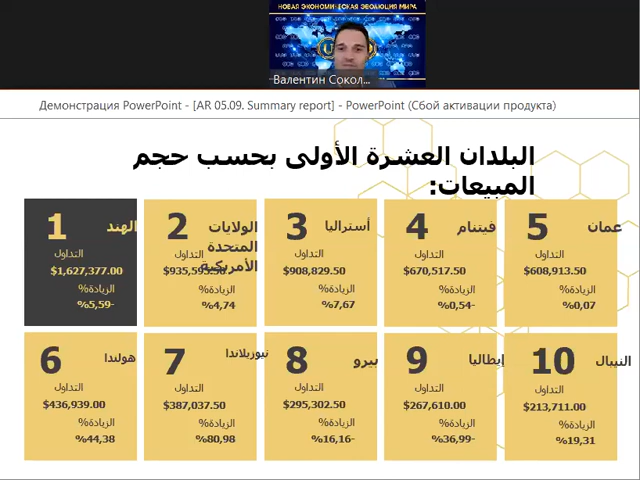 НОВАЯ ЭКОНОМИЧЕСКАЯ ЭВОЛЮЦИЯ МИРА
Валентин Сокол...
Демонстрация PowerPoint - [AR 05.09. Summary report] - PowerPoint (Сбой активации продукта)
البلدان العشرة الأولى بحسب حجم
المبيعات:
1
الهند
التداول
$1,627,377.00
الزيادة%
%5,59-
2
الولايات
المتحدة
الأمريكية
التداول
الزيادة%
%4,74
3
أستراليا
التداول
$908,829.50
الزيادة%
%7,67
4
فيتنام
التداول
$670,517.50
الزيادة%
%0,54-
5
عمان
التداول
$608,913.50
الزيادة%
%0,07
6
هولندا
التداول
$436,939.00
الزيادة%
%44,38
7
نيوزيلاندا
التداول
$387,037.50
الزيادة%
%80,98
8
بيرو
التداول
$295,302.50
الزيادة%
%16,16-
9
إيطاليا
التداول
$267,610.00
الزيادة%
%36,99-
10
النيبال
التداول
$213,711.00
الزيادة%
%19,31